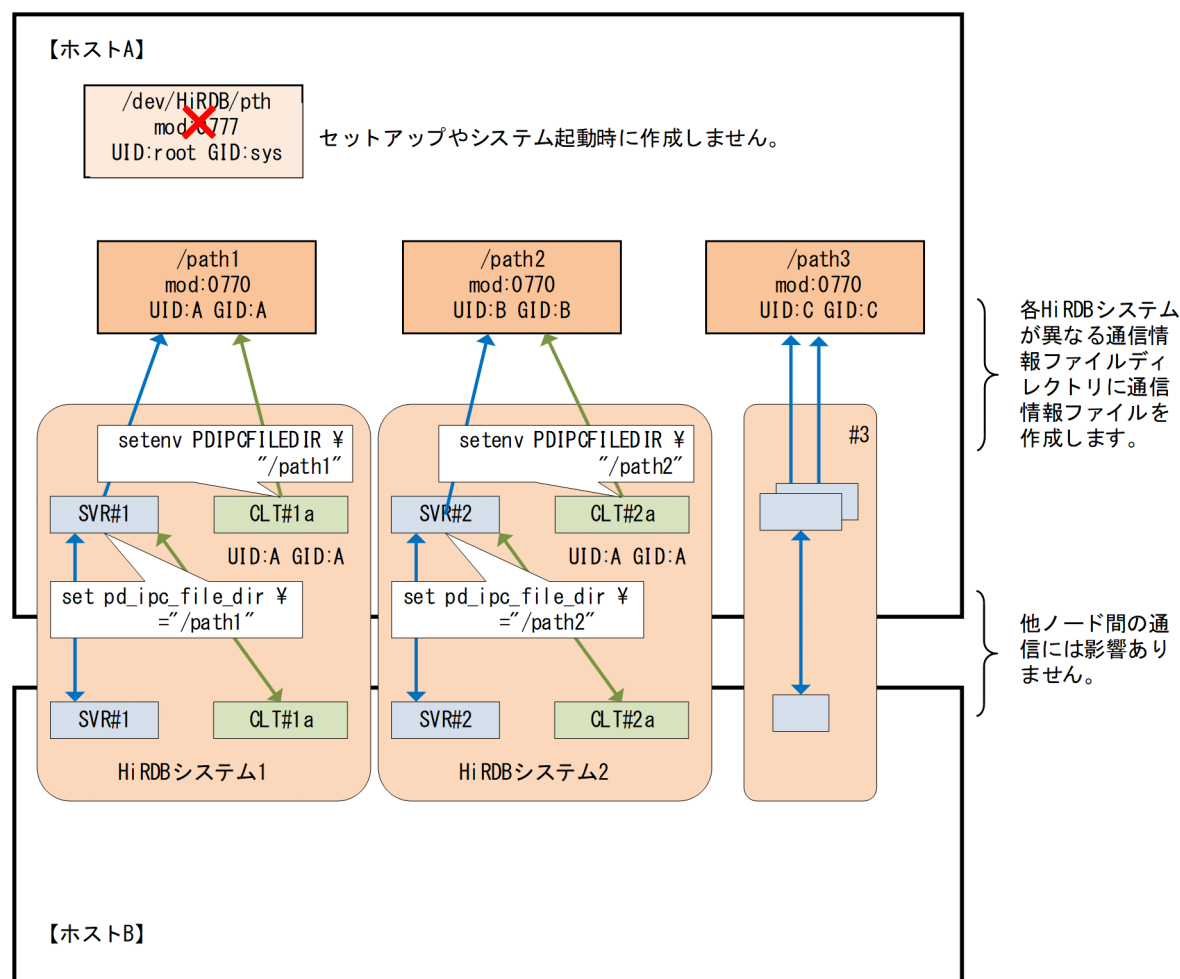 【ホストA】
/dev/HiRDB/pth
mod:0777
UID:root GID:sys
セットアップやシステム起動時に作成しません。
/path1
mod:0770
UID:A GID:A
/path2
mod:0770
UID:B GID:B
/path3
mod:0770
UID:C GID:C
各HiRDBシステム
が異なる通信情
報ファイルディ
レクトリに通信
情報ファイルを
作成します。
setenv PDIPCFILEDIR ¥
"/path1"
setenv PDIPCFILEDIR ¥
"/path2"
#3
SVR#1
CLT#1a
SVR#2
CLT#2a
UID:A GID:A
UID:A GID:A
set pd_ipc_file_dir ¥
="/path1"
set pd_ipc_file_dir ¥
="/path2"
他ノード間の通
信には影響あり
ません。
SVR#1
CLT#1a
SVR#2
CLT#2a
HiRDBシステム1
HiRDBシステム2
【ホストB】